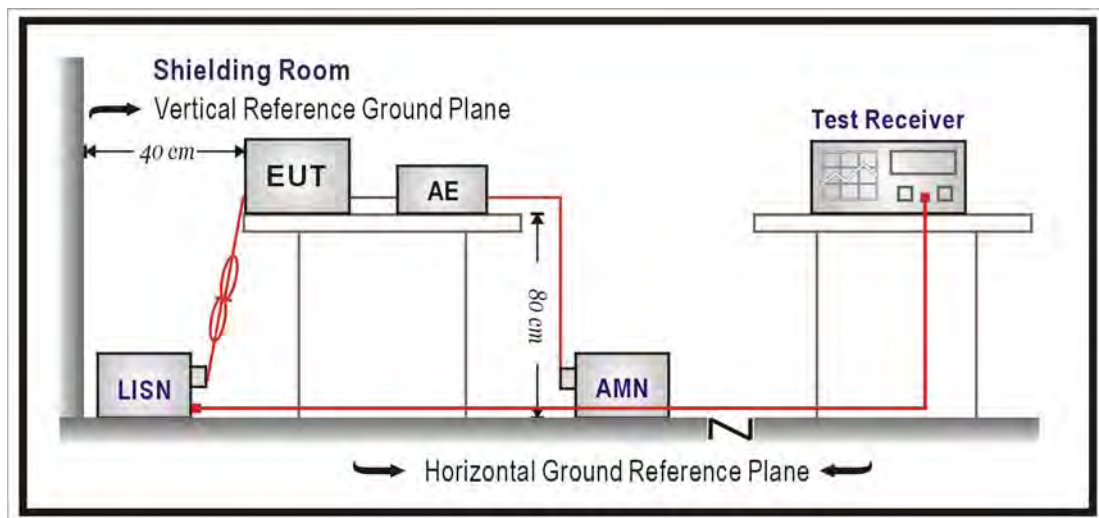 Shielding Room
Vertical Reference Ground Plane
Test Receiver
40 cm
EUT
AE
80 cm
LISN
AMN
Horizontal Ground Reference Plane